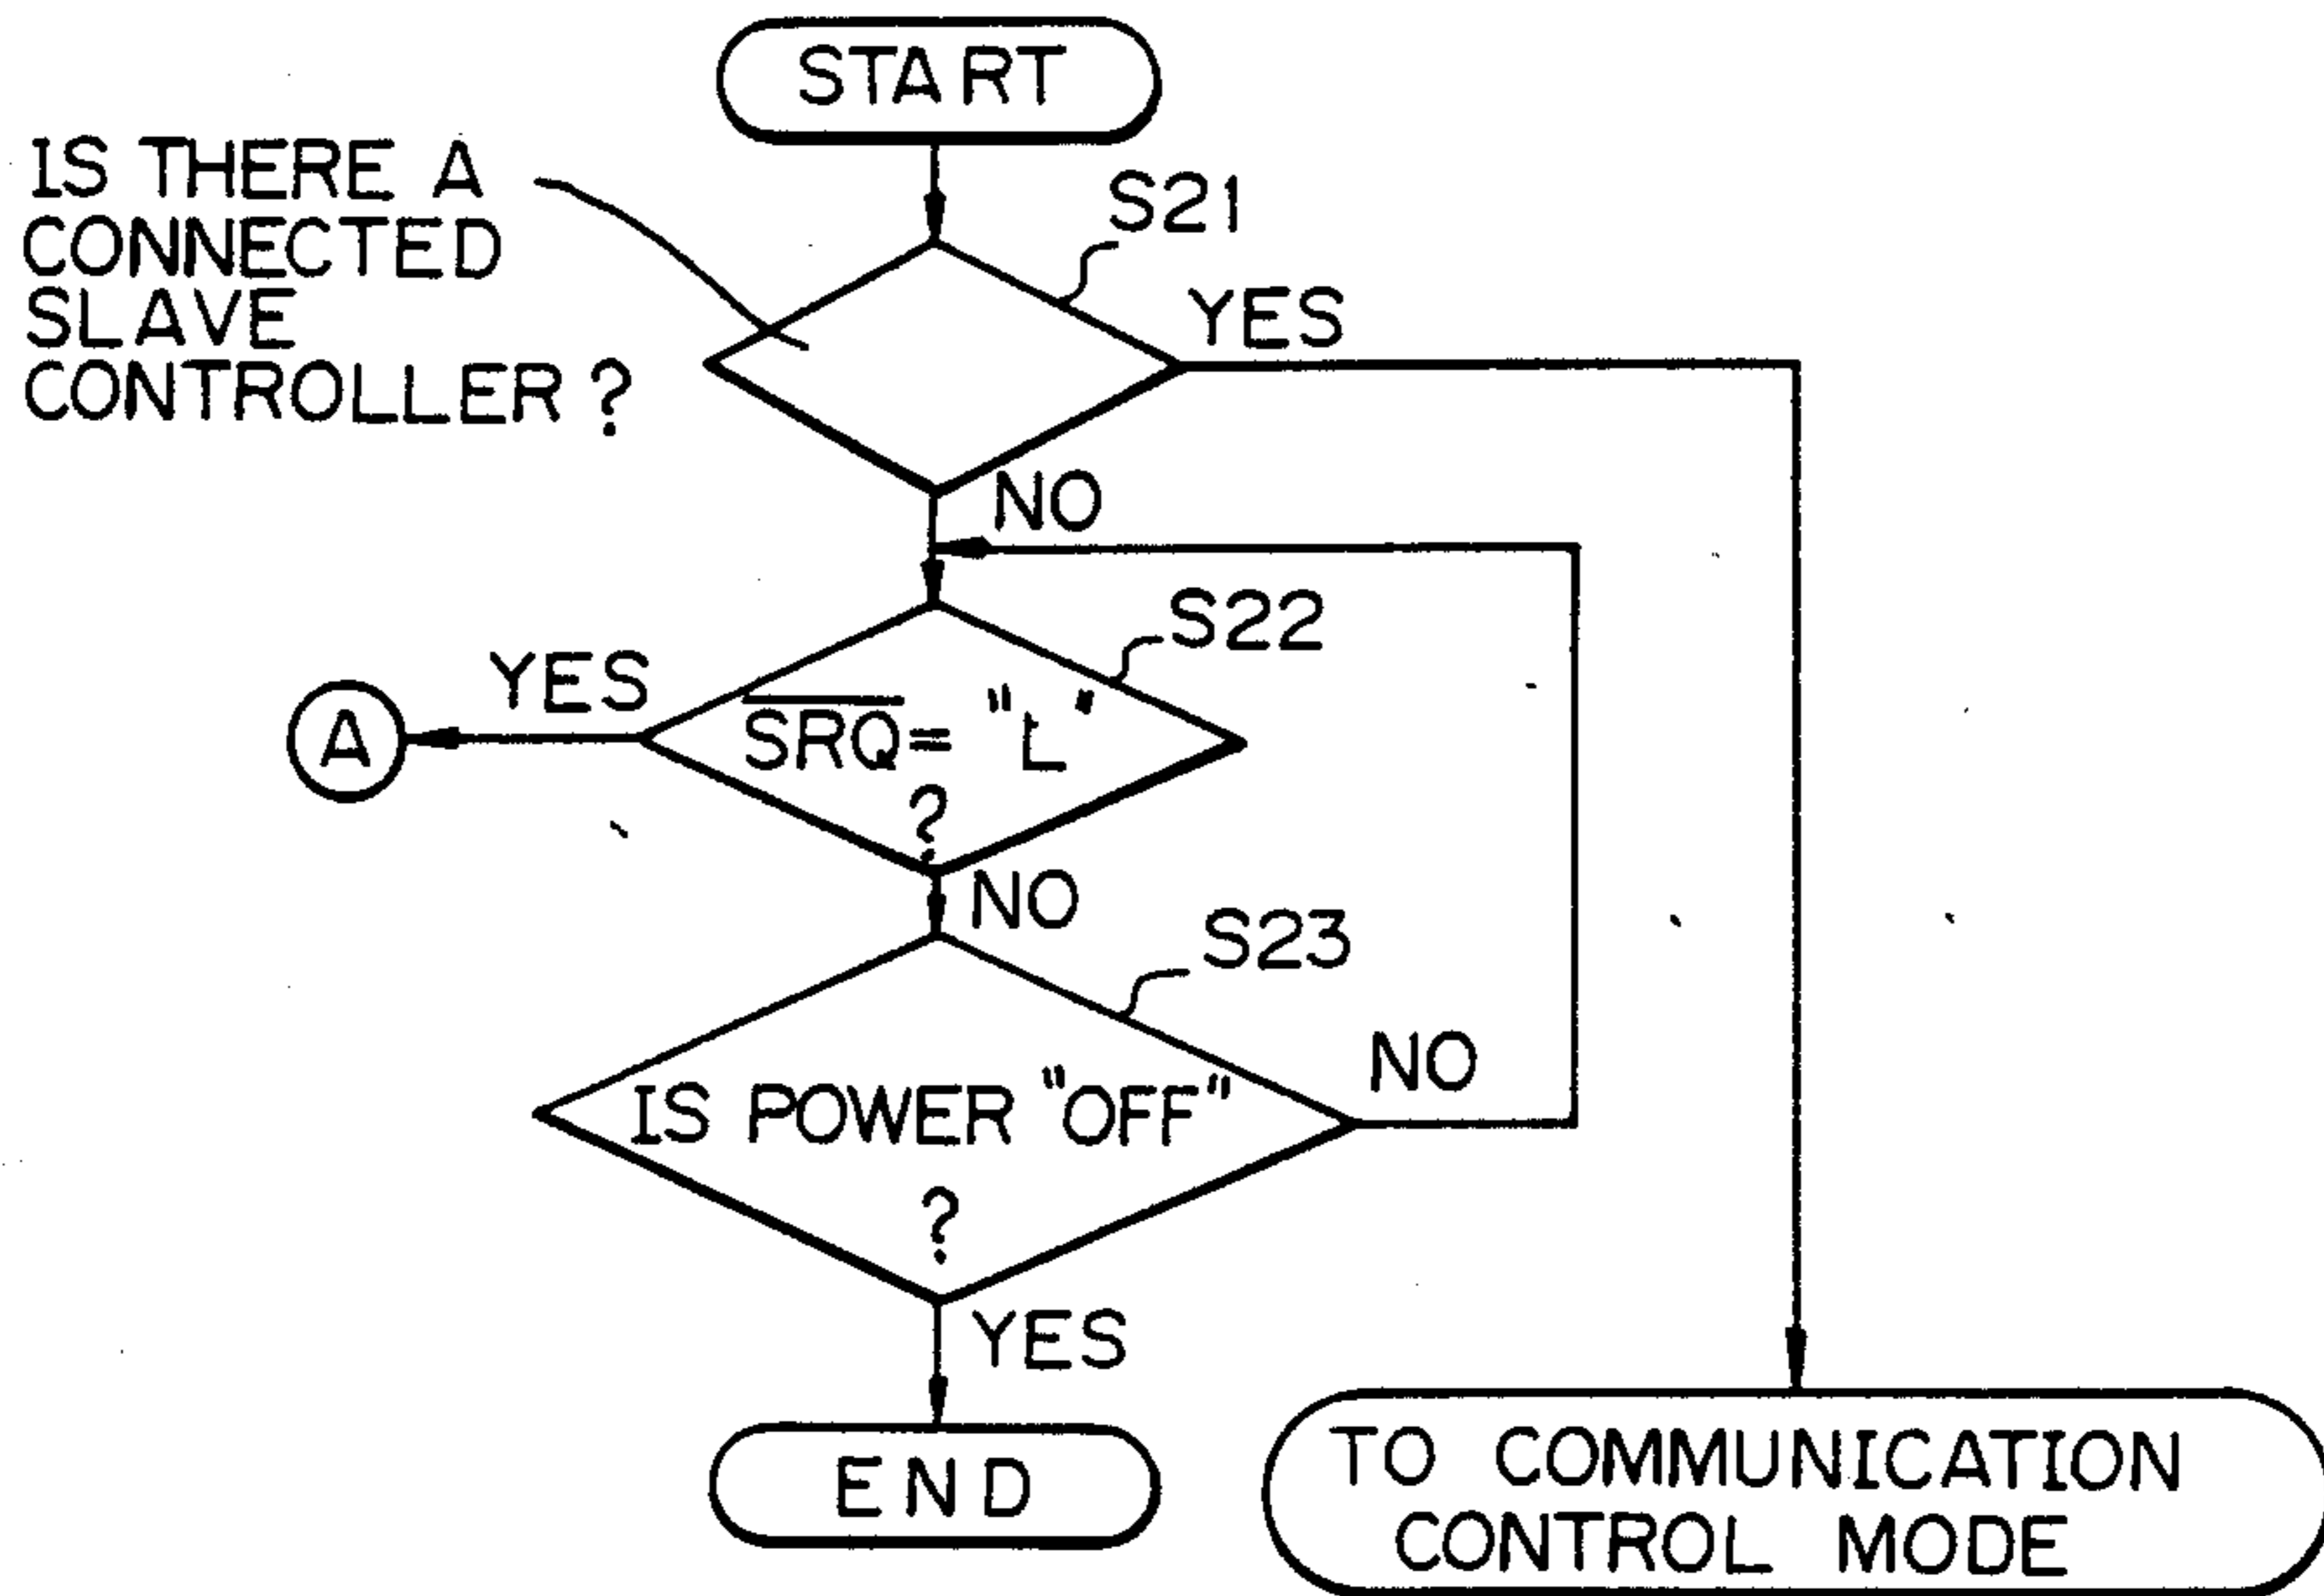 START
IS THERE A
CONNECTED
SLAVE
CONTROLLER ?
S21
YES
NO
S22
YES
A
S̅R̅Q̅= "L"
?
NO
S23
NO
IS POWER "OFF"
?
YES
END
TO COMMUNICATION
CONTROL MODE